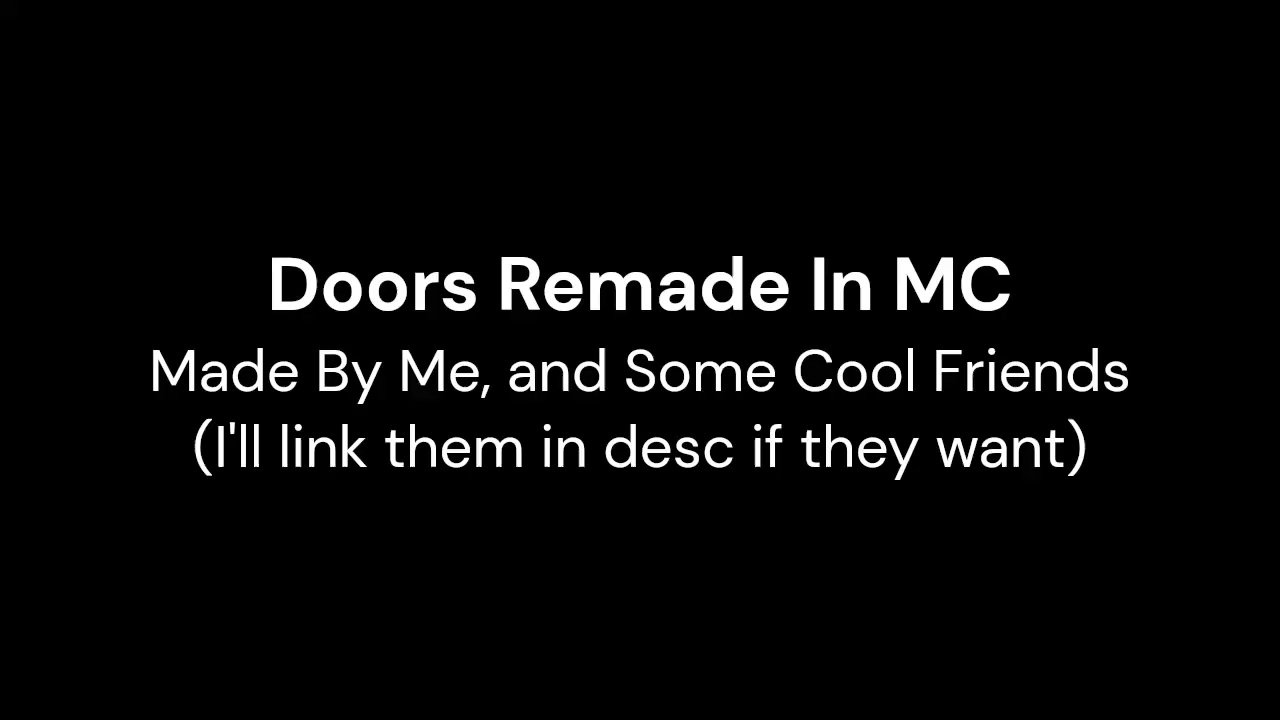 Doors Remade In MC
Made By Me, and Some Cool Friends
(I'll link them in desc if they want)